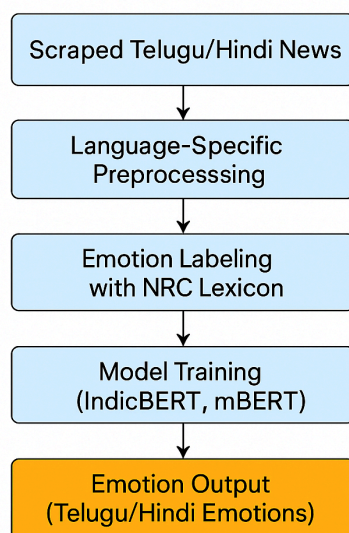 Scraped Telugu/Hindi News
Language-Specific
Preprocesssing
Emotion Labeling
with NRC Lexicon
Model Training
(IndicBERT, mBERT)
Emotion Output
(Telugu/Hindi Emotions)